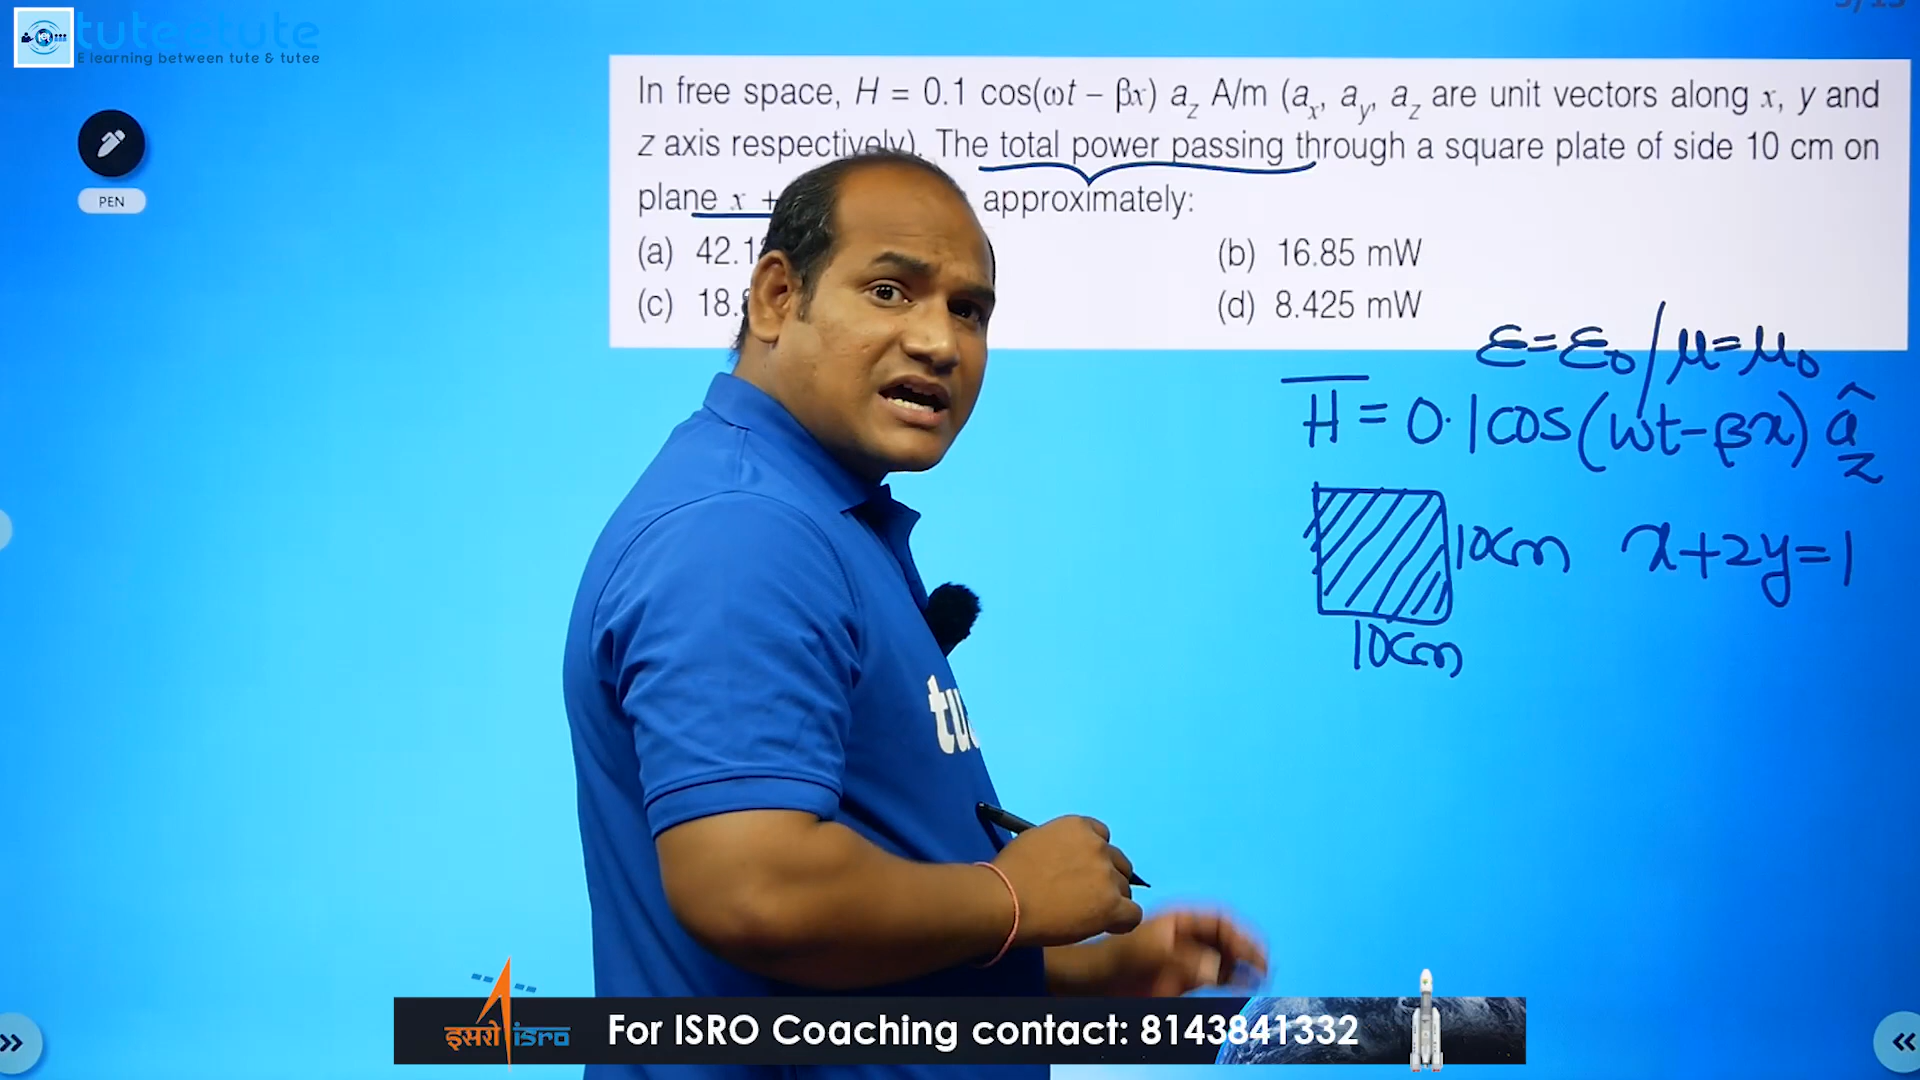 tuteetute
E learning between tute & tutee
PEN
In free space, H = 0.1 cos(ωt – βx) a_z A/m (a_x, a_y, a_z are unit vectors along x, y and
z axis respectively). The total power passing through a square plate of side 10 cm on
plane x + approximately:
(a) 42.1
(b) 16.85 mW
(c) 18.
(d) 8.425 mW
ε=ε₀/μ=μ₀
H̅ = 0.1cos(ωt-βx) â_z
10cm x+2y=1
10cm
tu
इसरो isro
For ISRO Coaching contact: 8143841332